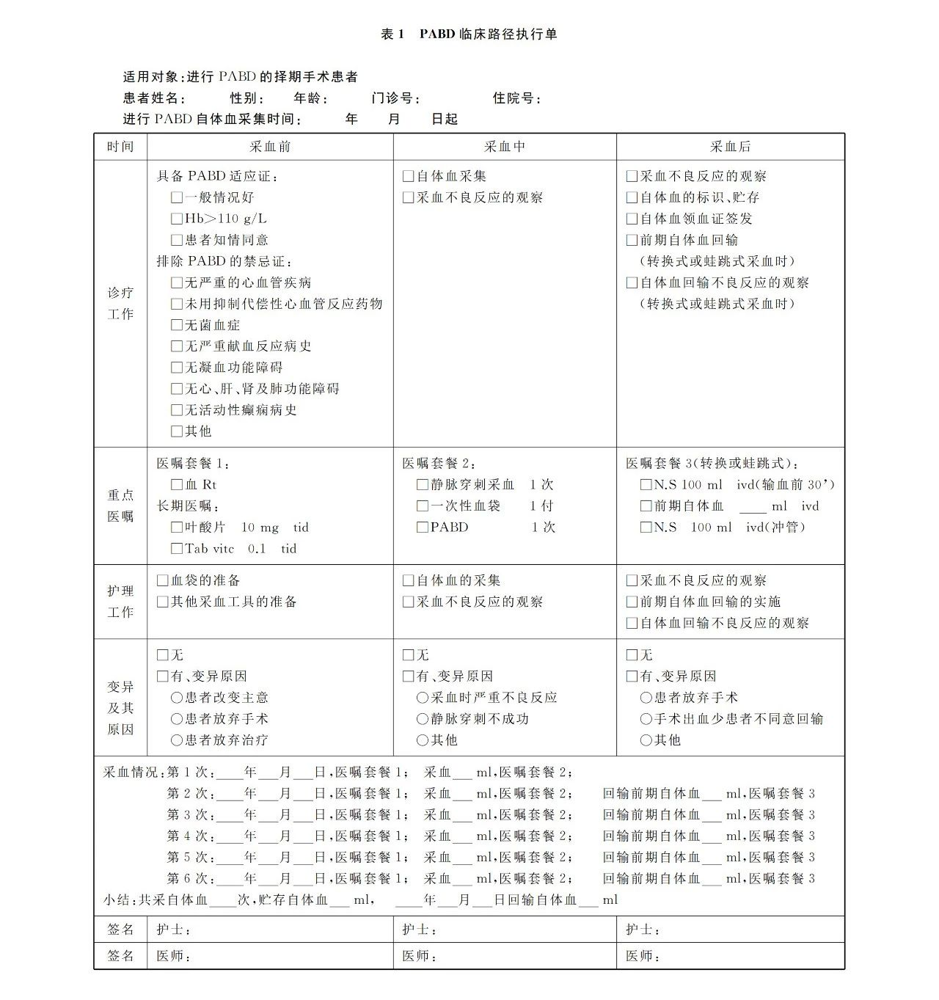 表 1 PABD 临床路径执行单
适用对象:进行 PABD 的择期手术患者
患者姓名: 性别: 年龄: 门诊号: 住院号:
进行 PABD 自体血采集时间: 年 月 日起
时间
采血前
采血中
采血后
诊疗
工作
具备 PABD 适应证:
□一般情况好
□Hb>110 g/L
□患者知情同意
排除 PABD 的禁忌证:
□无严重的心血管疾病
□未用抑制代偿性心血管反应药物
□无菌血症
□无严重献血反应病史
□无凝血功能障碍
□无心、肝、肾及肺功能障碍
□无活动性癫痫病史
□其他
□自体血采集
□采血不良反应的观察
□采血不良反应的观察
□自体血的标识、贮存
□自体血领血证签发
□前期自体血回输
(转换式或蛙跳式采血时)
□自体血回输不良反应的观察
(转换式或蛙跳式采血时)
重点
医嘱
医嘱套餐 1:
□血 Rt
长期医嘱:
□叶酸片 10 mg tid
□Tab vitc 0.1 tid
医嘱套餐 2:
□静脉穿刺采血 1 次
□一次性血袋 1 付
□PABD 1 次
医嘱套餐 3(转换或蛙跳式):
□N.S 100 ml ivd(输血前 30’)
□前期自体血 ____ ml ivd
□N.S 100 ml ivd(冲管)
护理
工作
□血袋的准备
□其他采血工具的准备
□自体血的采集
□采血不良反应的观察
□采血不良反应的观察
□前期自体血回输的实施
□自体血回输不良反应的观察
变异
及其
原因
□无
□有、变异原因
○患者改变主意
○患者放弃手术
○患者放弃治疗
□无
□有、变异原因
○采血时严重不良反应
○静脉穿刺不成功
○其他
□无
□有、变异原因
○患者放弃手术
○手术出血少患者不同意回输
○其他
采血情况:第 1 次:____年___月___日,医嘱套餐 1; 采血___ ml,医嘱套餐 2;
第 2 次:____年___月___日,医嘱套餐 1; 采血___ ml,医嘱套餐 2; 回输前期自体血___ ml,医嘱套餐 3
第 3 次:____年___月___日,医嘱套餐 1; 采血___ ml,医嘱套餐 2; 回输前期自体血___ ml,医嘱套餐 3
第 4 次:____年___月___日,医嘱套餐 1; 采血___ ml,医嘱套餐 2; 回输前期自体血___ ml,医嘱套餐 3
第 5 次:____年___月___日,医嘱套餐 1; 采血___ ml,医嘱套餐 2; 回输前期自体血___ ml,医嘱套餐 3
第 6 次:____年___月___日,医嘱套餐 1; 采血___ ml,医嘱套餐 2; 回输前期自体血___ ml,医嘱套餐 3
小结:共采自体血____次,贮存自体血___ ml, ____年___月___日回输自体血___ ml
签名
护士:
护士:
护士:
签名
医师:
医师:
医师: